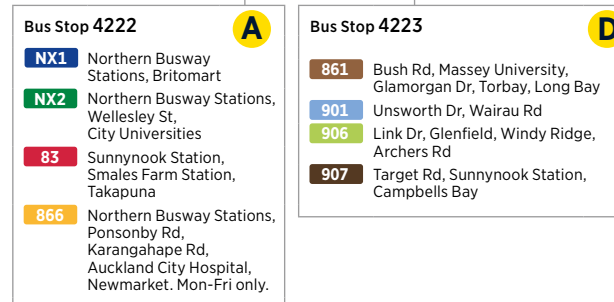 Bus Stop 4222 A
NX1 Northern Busway
Stations, Britomart
NX2 Northern Busway Stations,
Wellesley St,
City Universities
83 Sunnynook Station,
Smales Farm Station,
Takapuna
866 Northern Busway Stations,
Ponsonby Rd,
Karangahape Rd,
Auckland City Hospital,
Newmarket. Mon-Fri only.
Bus Stop 4223 D
861 Bush Rd, Massey University,
Glamorgan Dr, Torbay, Long Bay
901 Unsworth Dr, Wairau Rd
906 Link Dr, Glenfield, Windy Ridge,
Archers Rd
907 Target Rd, Sunnynook Station,
Campbells Bay